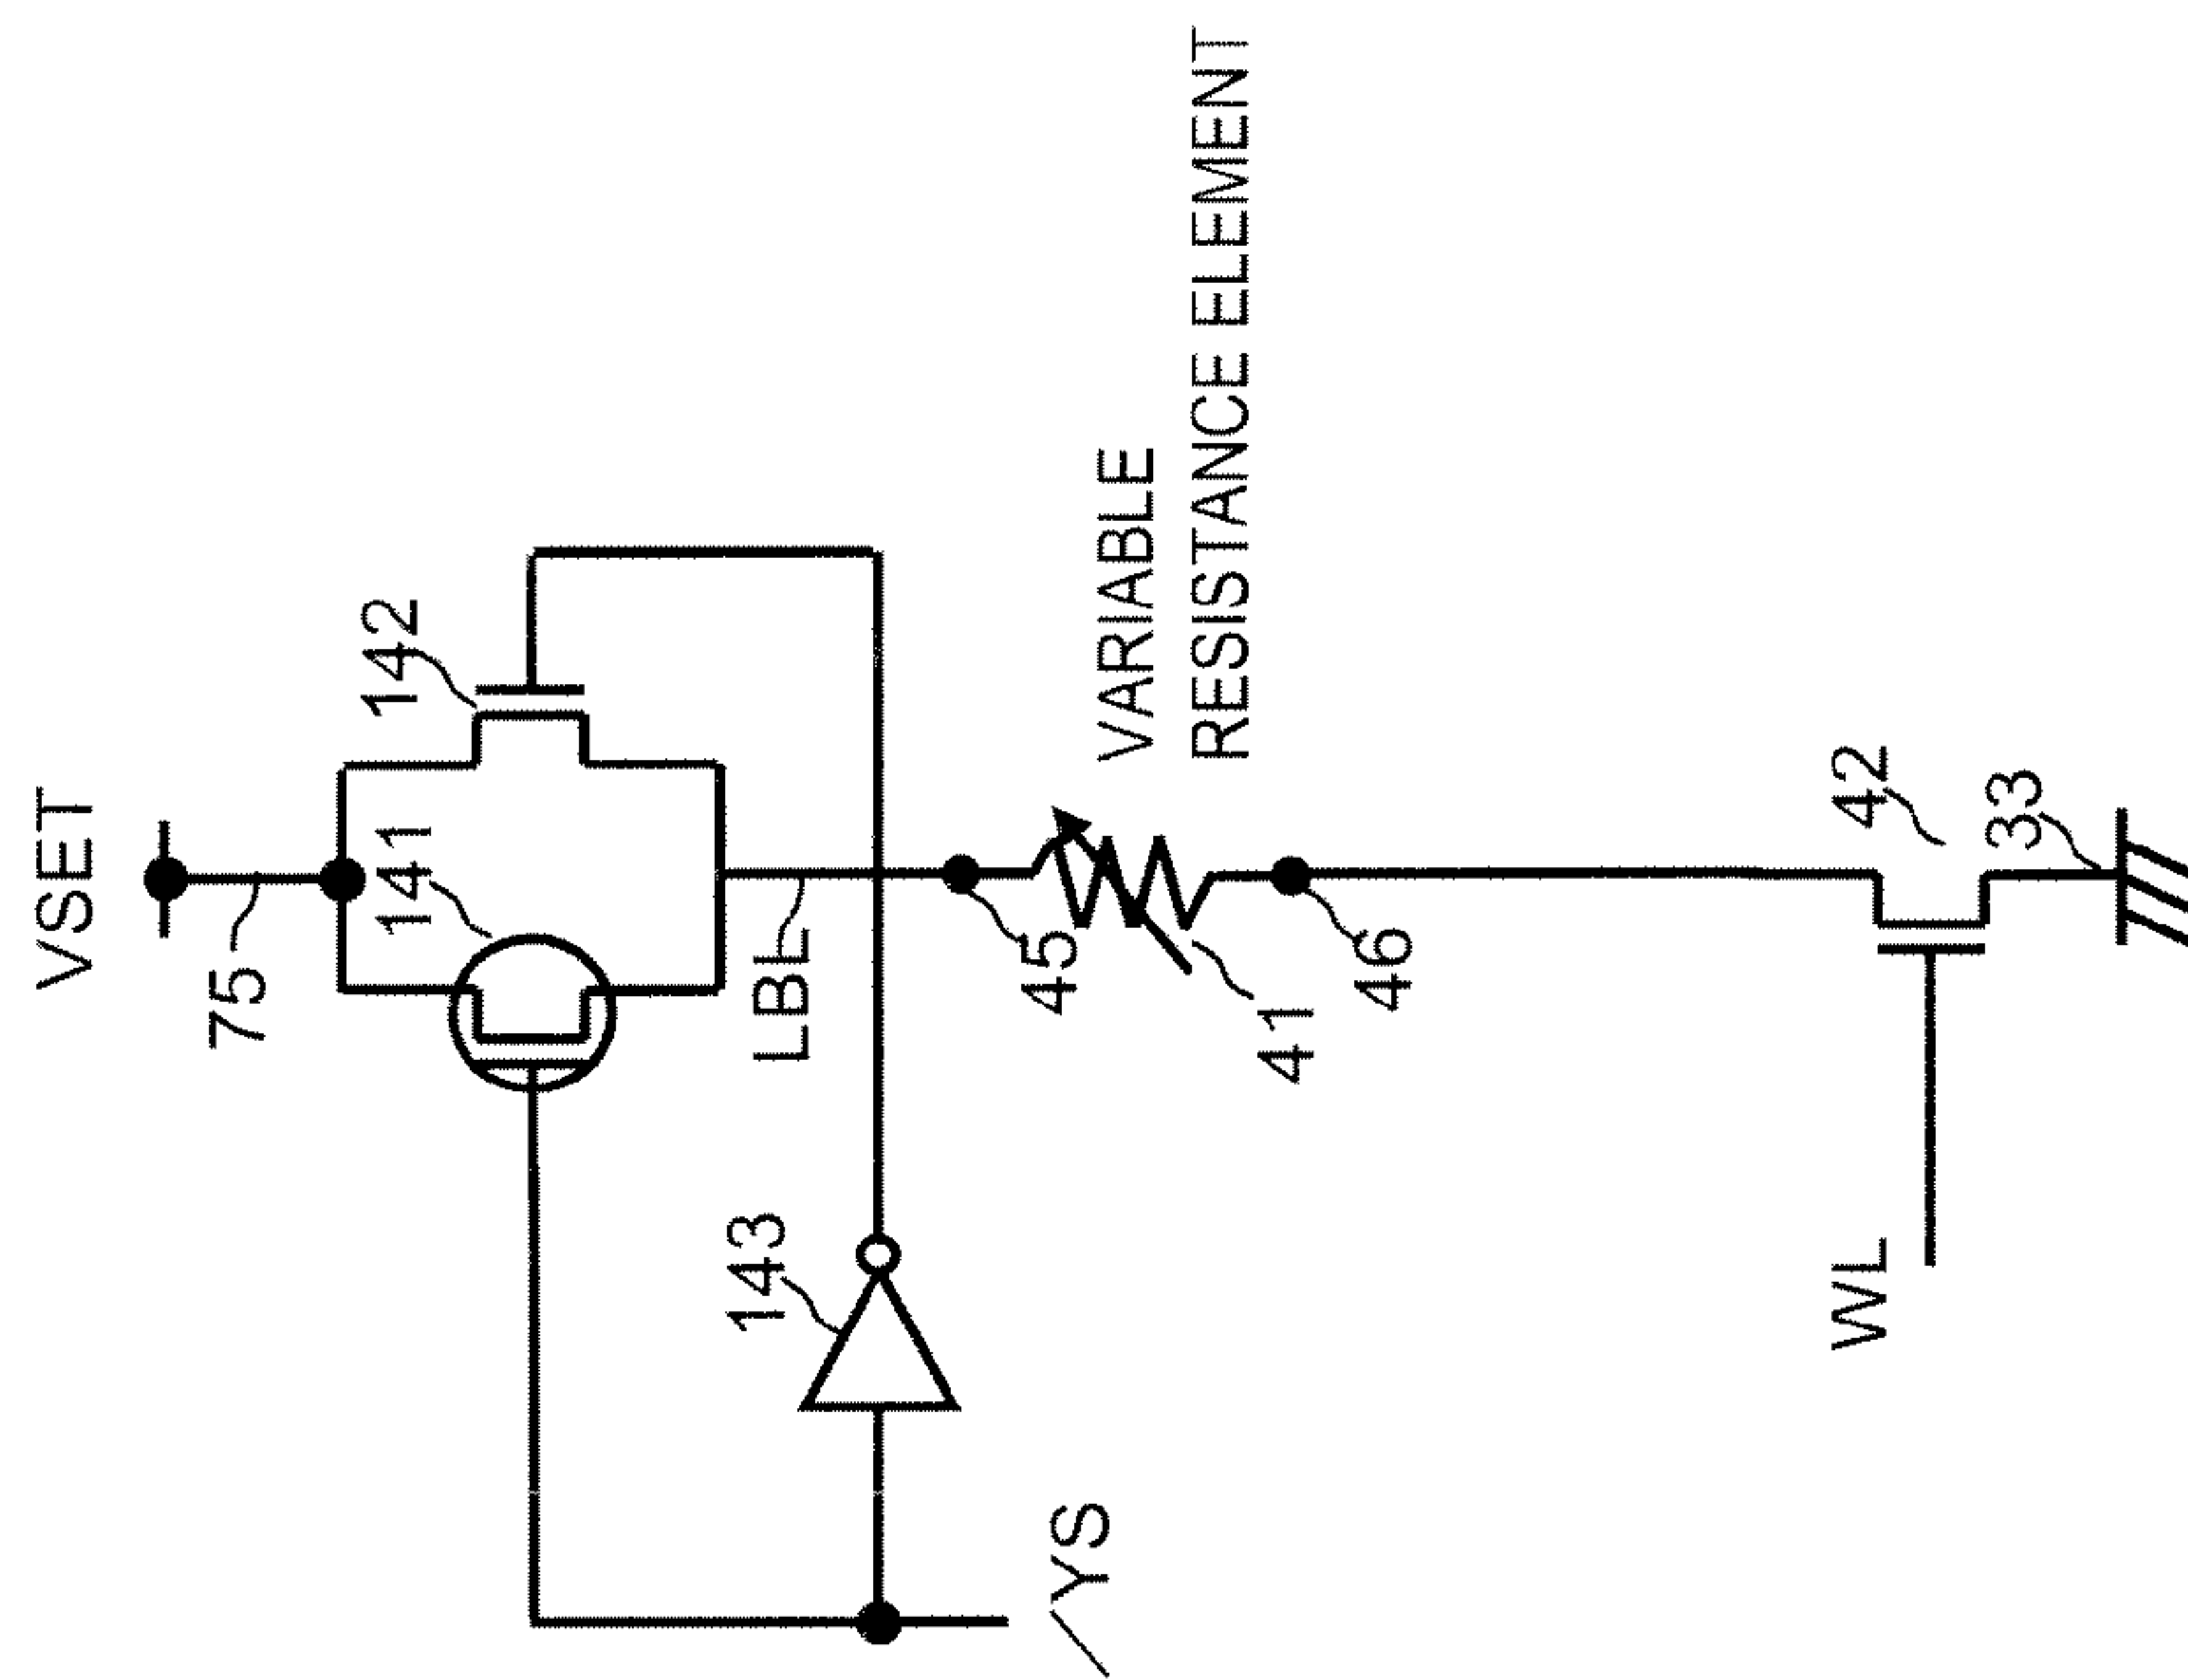 VSET
75
141
142
143
LBL
/YS
45
VARIABLE
RESISTANCE ELEMENT
41
46
WL
42
33